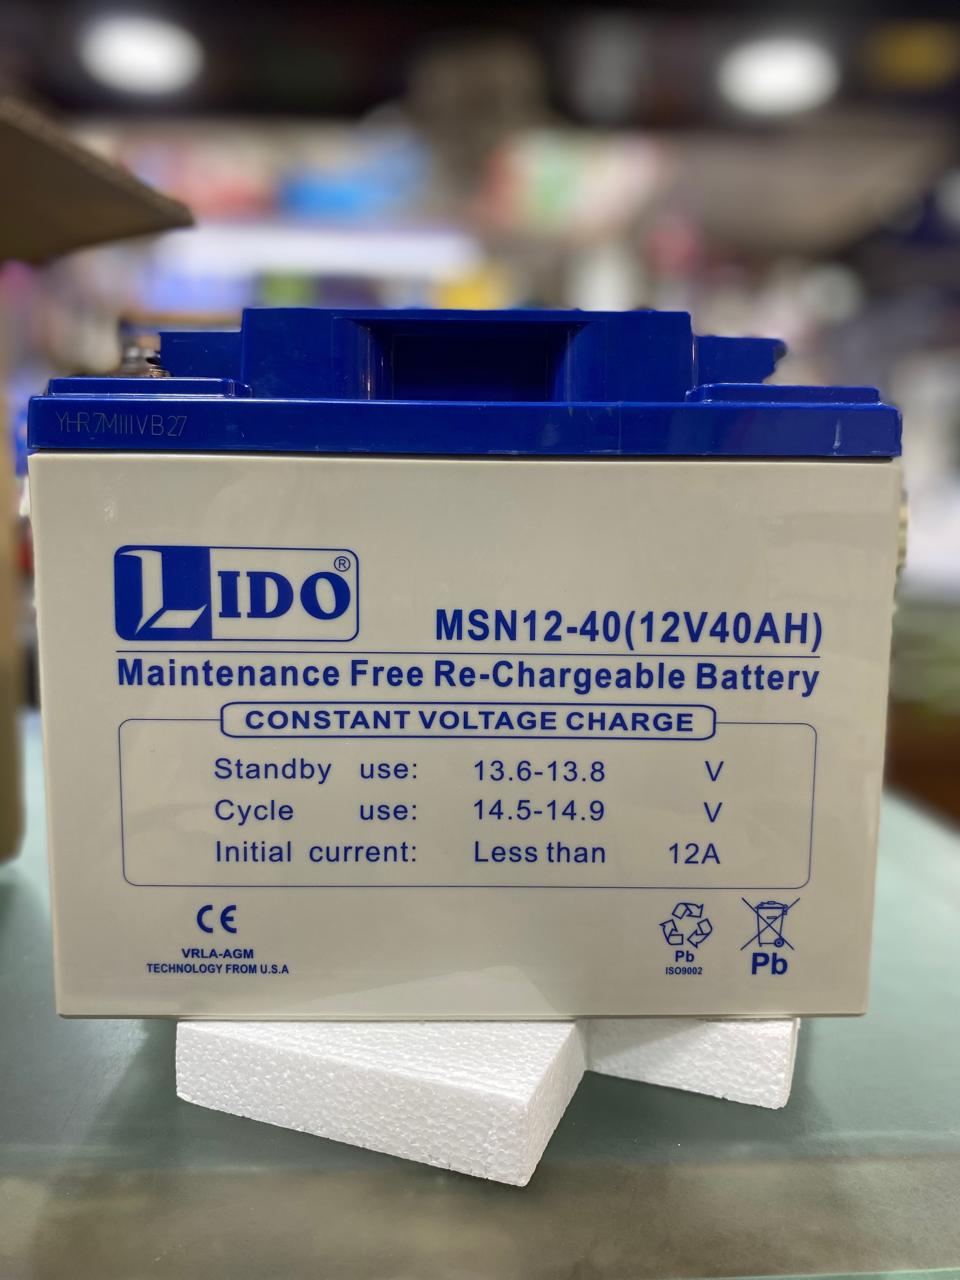 YHR7MIIIVB27
LIDO®
MSN12-40(12V40AH)
Maintenance Free Re-Chargeable Battery
CONSTANT VOLTAGE CHARGE
Standby use: 13.6-13.8 V
Cycle use: 14.5-14.9 V
Initial current: Less than 12A
CE
VRLA-AGM
TECHNOLOGY FROM U.S.A
Pb
ISO9002
Pb